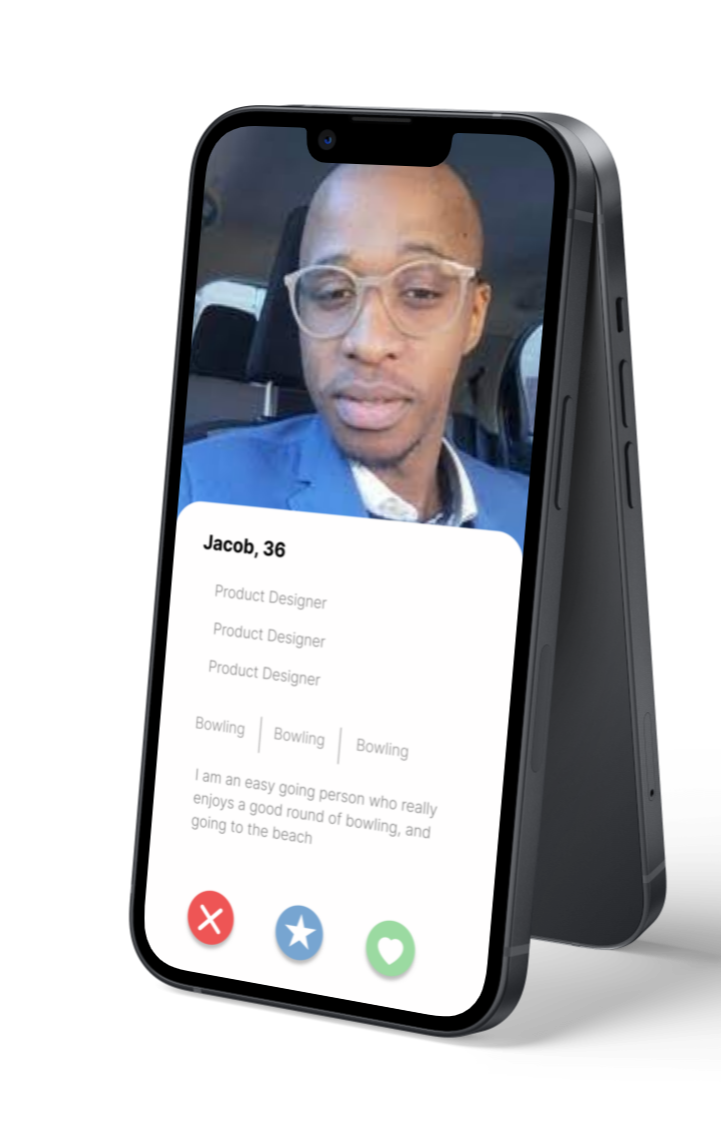 Jacob, 36
Product Designer
Product Designer
Product Designer
Bowling Bowling Bowling
I am an easy going person who really
enjoys a good round of bowling, and
going to the beach